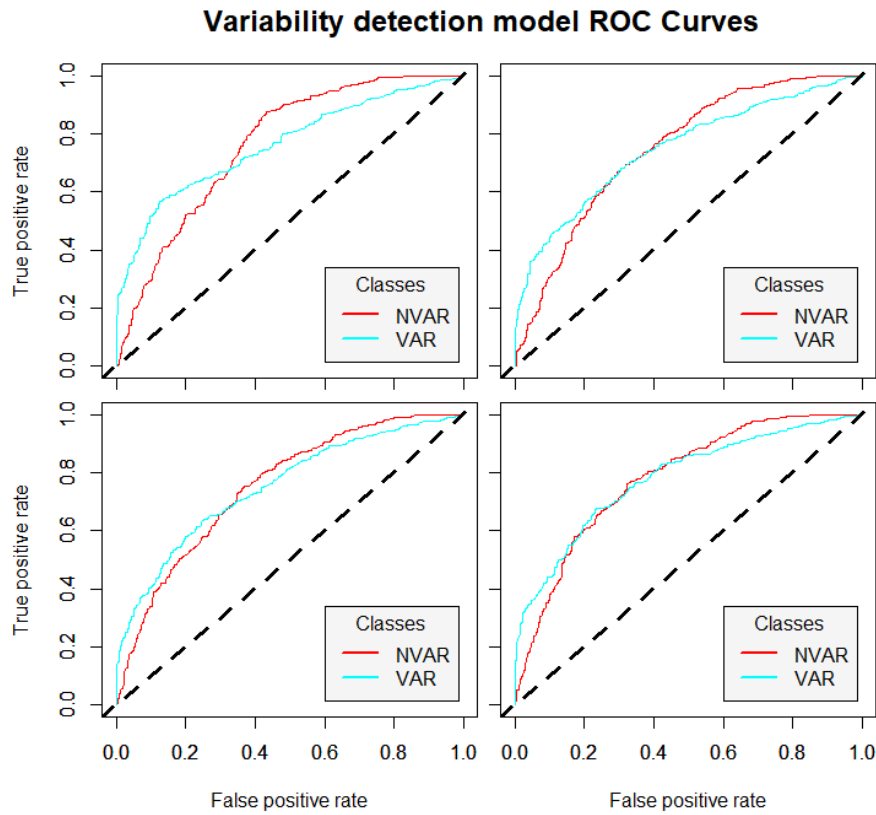 Variability detection model ROC Curves
True positive rate
0.0 0.2 0.4 0.6 0.8 1.0
Classes
NVAR
VAR
Classes
NVAR
VAR
True positive rate
0.0 0.2 0.4 0.6 0.8 1.0
Classes
NVAR
VAR
Classes
NVAR
VAR
0.0 0.2 0.4 0.6 0.8 1.0
0.0 0.2 0.4 0.6 0.8 1.0
False positive rate
False positive rate